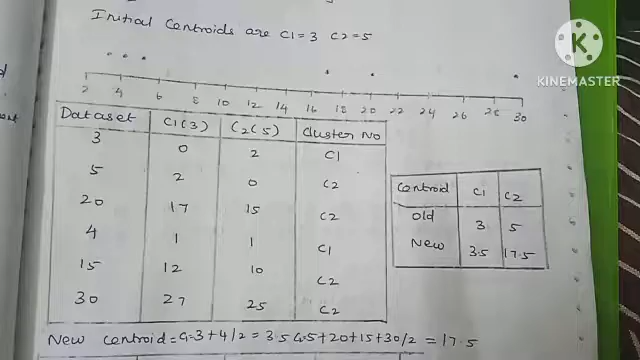 Initial Centroids are C1=3 C2=5
KINEMASTER
2 4 6 8 10 12 14 16 18 20 22 24 26 28 30
Dataset C1(3) C2(5) Cluster No
3 0 2 C1
5 2 0 C2
20 17 15 C2
4 1 1 C1
15 12 10 C2
30 27 25 C2
Centroid C1 C2
Old 3 5
New 3.5 17.5
New centroid = C1=3+4/2 = 3.5 C2=5+20+15+30/2 = 17.5